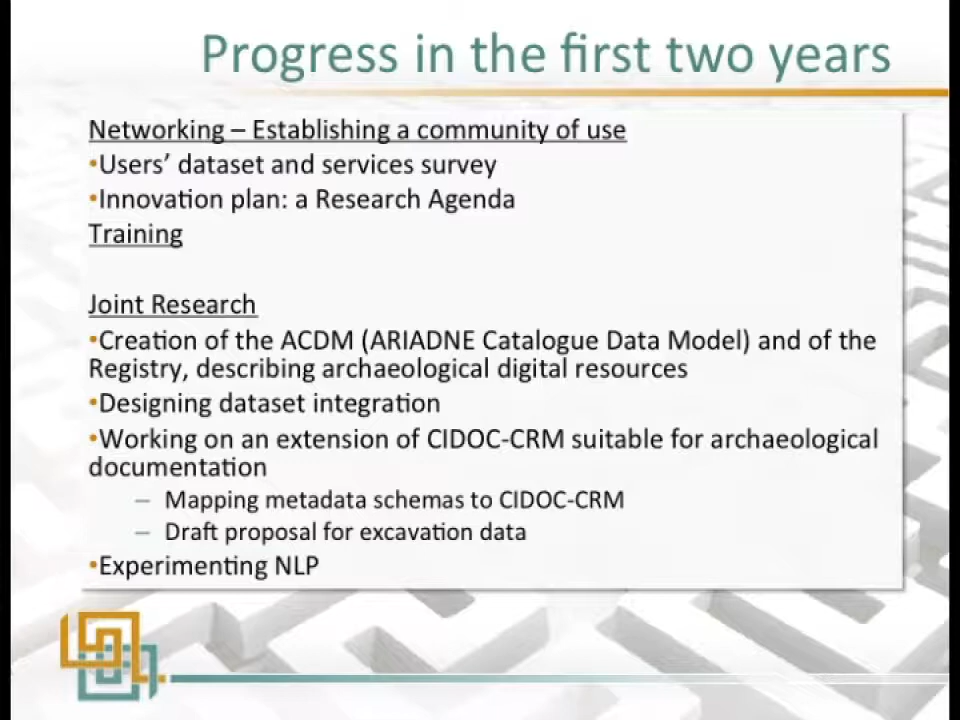 Progress in the first two years
Networking – Establishing a community of use
•Users’ dataset and services survey
•Innovation plan: a Research Agenda
Training
Joint Research
•Creation of the ACDM (ARIADNE Catalogue Data Model) and of the
Registry, describing archaeological digital resources
•Designing dataset integration
•Working on an extension of CIDOC-CRM suitable for archaeological
documentation
– Mapping metadata schemas to CIDOC-CRM
– Draft proposal for excavation data
•Experimenting NLP